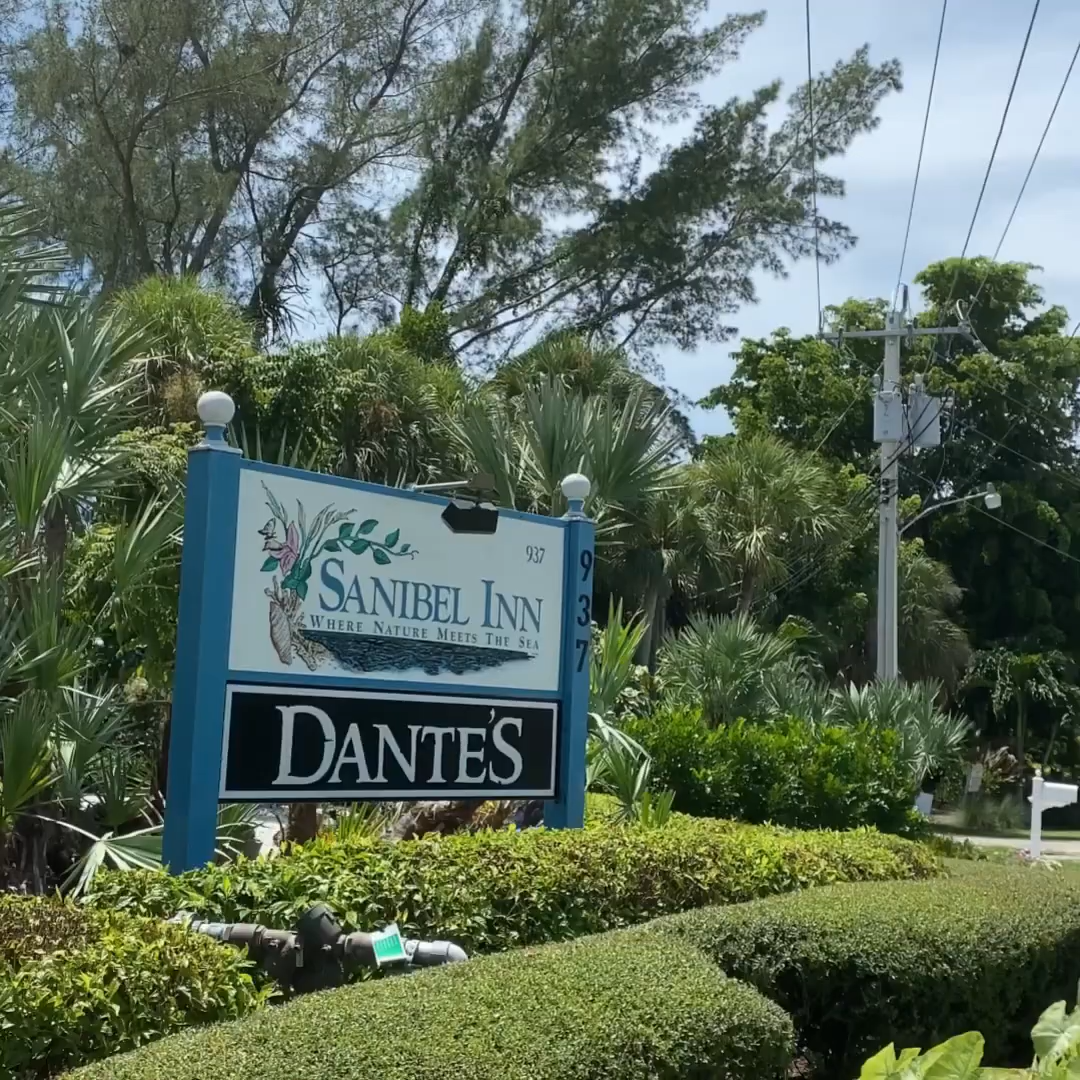 937
SANIBEL INN
WHERE NATURE MEETS THE SEA
DANTE'S
937